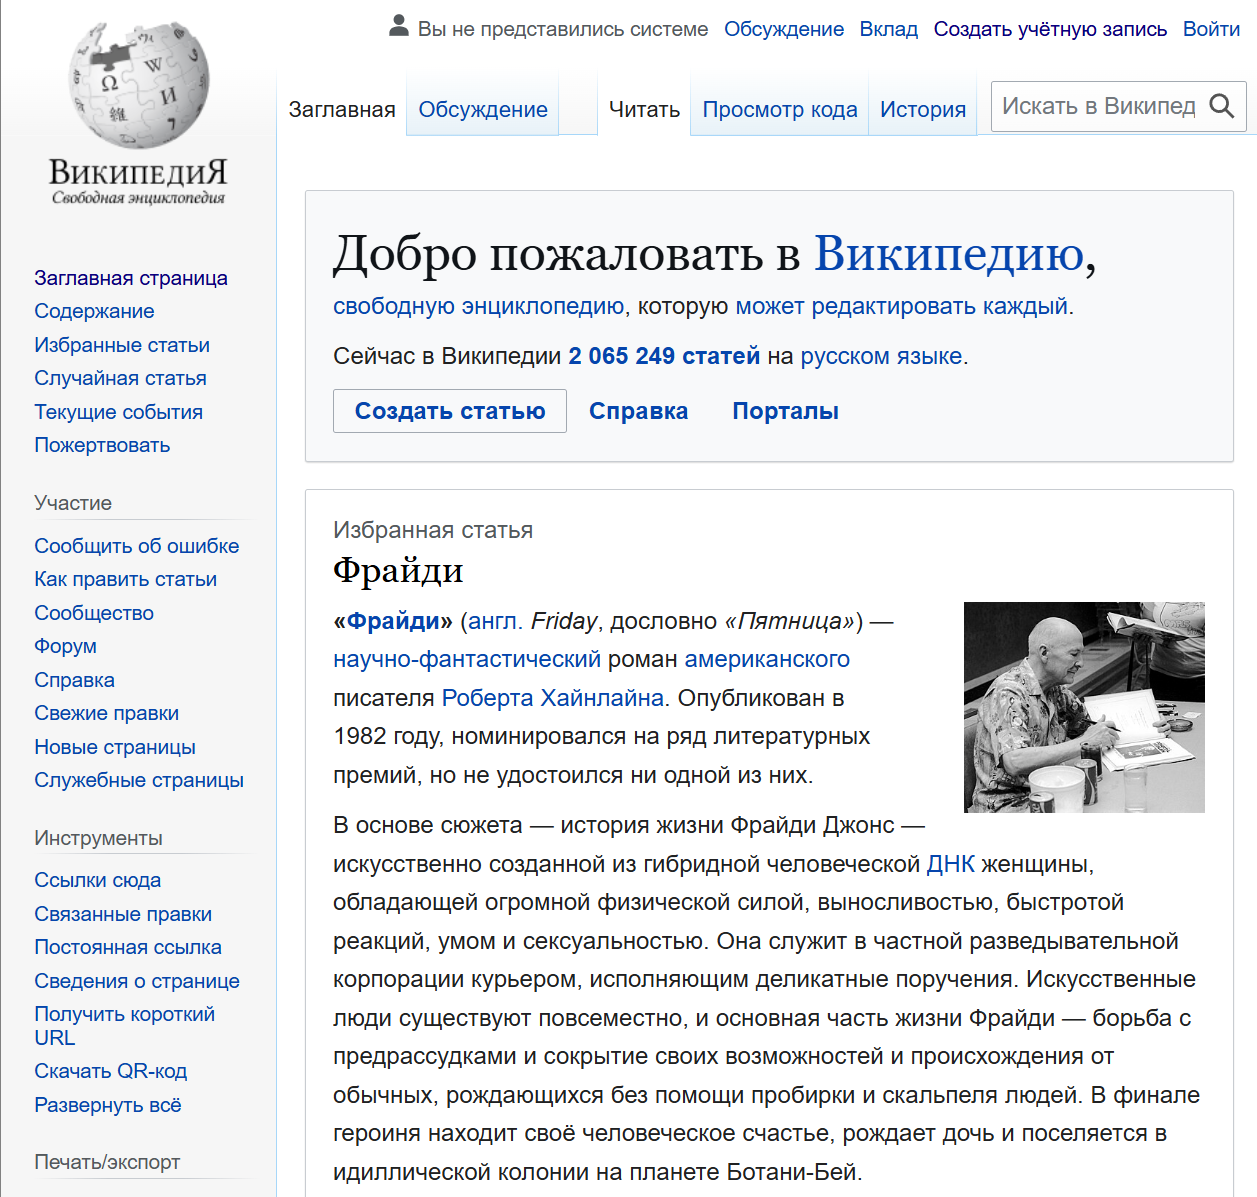 Вы не представились системе Обсуждение Вклад Создать учётную запись Войти
Заглавная Обсуждение Читать Просмотр кода История Искать в Википед
ВикипедиЯ
Свободная энциклопедия
Заглавная страница
Содержание
Избранные статьи
Случайная статья
Текущие события
Пожертвовать
Участие
Сообщить об ошибке
Как править статьи
Сообщество
Форум
Справка
Свежие правки
Новые страницы
Служебные страницы
Инструменты
Ссылки сюда
Связанные правки
Постоянная ссылка
Сведения о странице
Получить короткий
URL
Скачать QR-код
Развернуть всё
Печать/экспорт
Добро пожаловать в Википедию,
свободную энциклопедию, которую может редактировать каждый.
Сейчас в Википедии 2 065 249 статей на русском языке.
Создать статью Справка Порталы
Избранная статья
Фрайди
«Фрайди» (англ. Friday, дословно «Пятница») —
научно-фантастический роман американского
писателя Роберта Хайнлайна. Опубликован в
1982 году, номинировался на ряд литературных
премий, но не удостоился ни одной из них.
В основе сюжета — история жизни Фрайди Джонс —
искусственно созданной из гибридной человеческой ДНК женщины,
обладающей огромной физической силой, выносливостью, быстротой
реакций, умом и сексуальностью. Она служит в частной разведывательной
корпорации курьером, исполняющим деликатные поручения. Искусственные
люди существуют повсеместно, и основная часть жизни Фрайди — борьба с
предрассудками и сокрытие своих возможностей и происхождения от
обычных, рождающихся без помощи пробирки и скальпеля людей. В финале
героиня находит своё человеческое счастье, рождает дочь и поселяется в
идиллической колонии на планете Ботани-Бей.